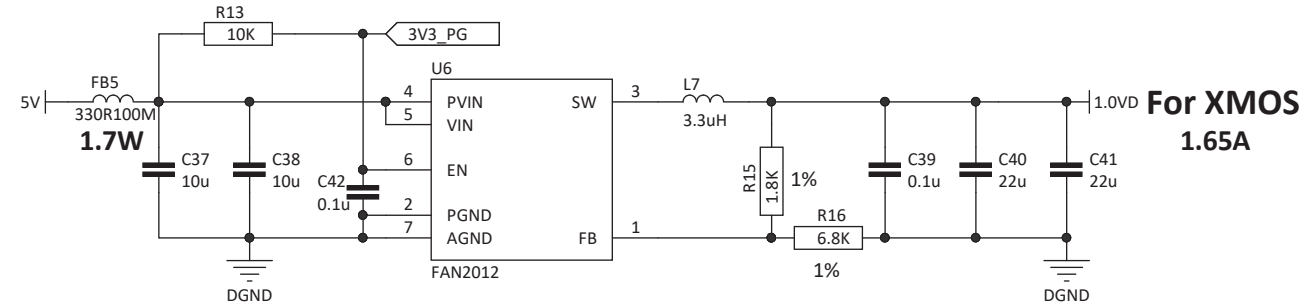 R13
10K
3V3_PG
U6
FB5
5V
330R100M
1.7W
4
PVIN
5
VIN
6
EN
2
PGND
7
AGND
SW
3
FB
1
FAN2012
C37
10u
C38
10u
C42
0.1u
L7
3.3uH
R15
1.8K
1%
R16
6.8K
1%
C39
0.1u
C40
22u
C41
22u
1.0VD
For XMOS
1.65A
DGND
DGND